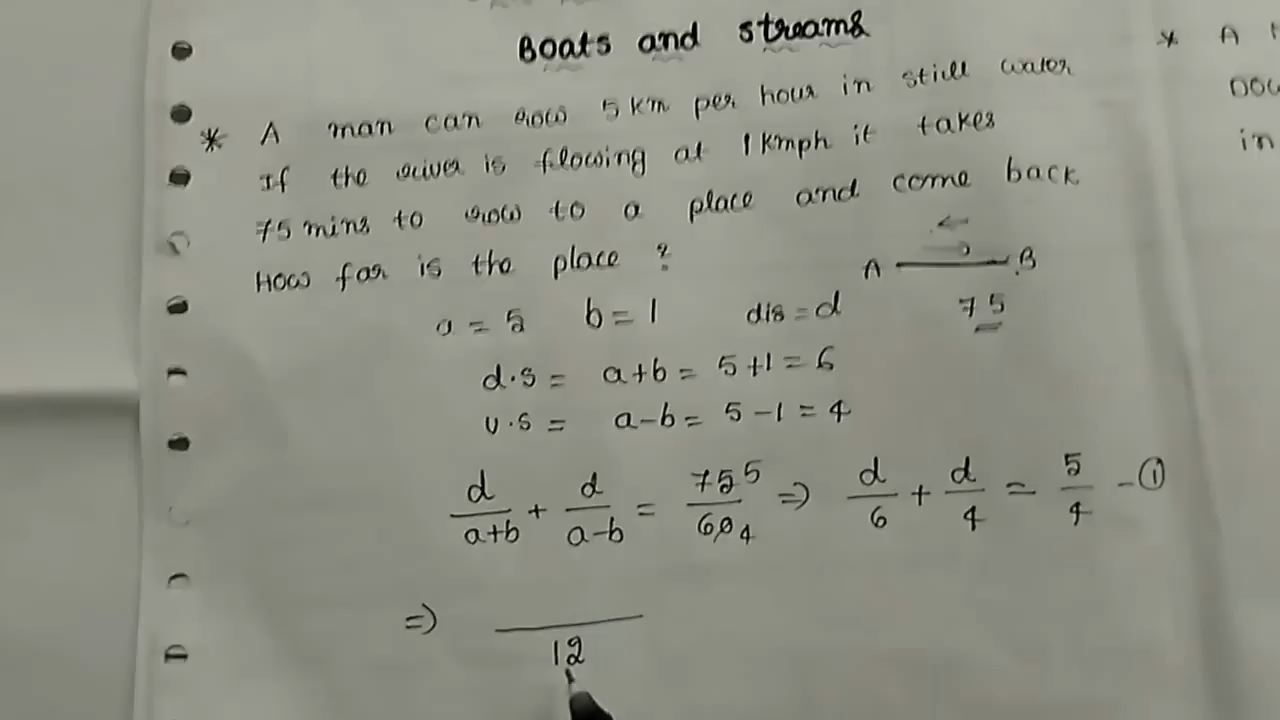 Boats and streams
* A man can row 5 km per hour in still water
If the river is flowing at 1 kmph it takes
75 mins to row to a place and come back
How far is the place ?
A B
75
a = 5 b = 1 dis = d
d.s = a+b = 5+1 = 6
U.S = a-b = 5-1 = 4
d/a+b + d/a-b = 75 5/60 4 => d/6 + d/4 = 5/4 - ①
=> /12
* A
in